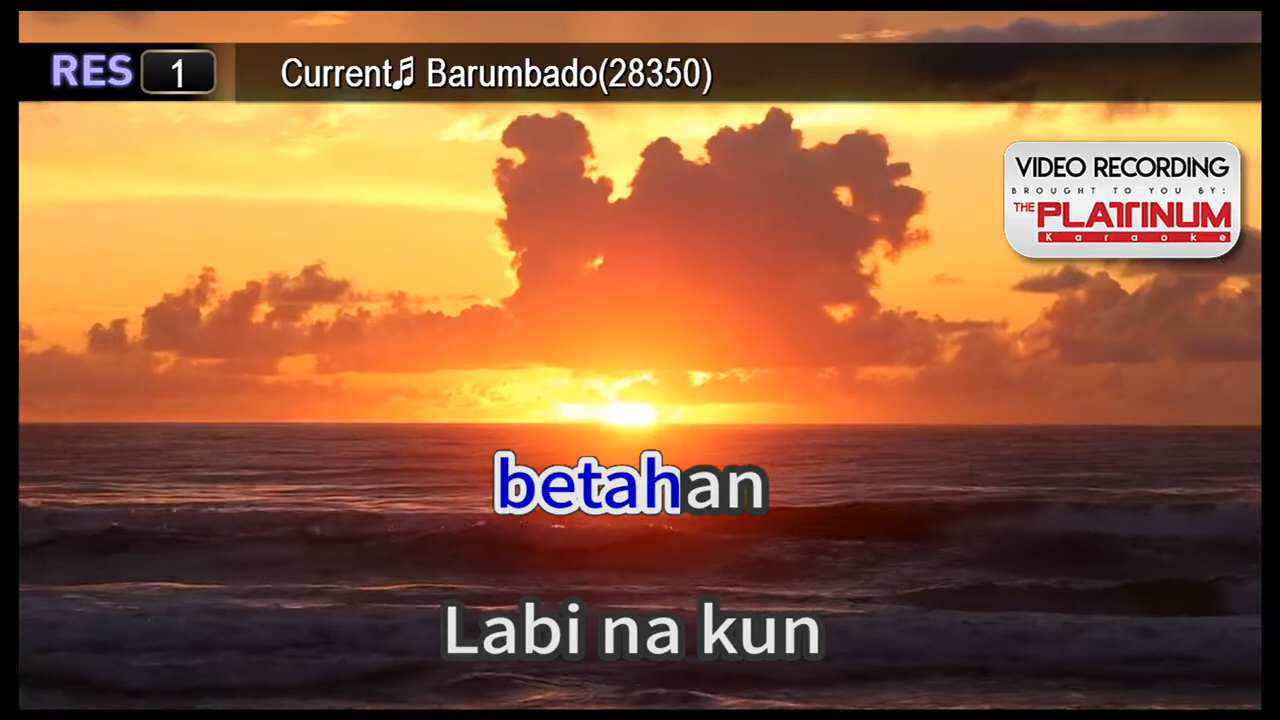 RES 1 Current♫ Barumbado(28350)
VIDEO RECORDING
BROUGHT TO YOU BY:
THE PLATINUM
Karaoke
betahan
Labi na kun